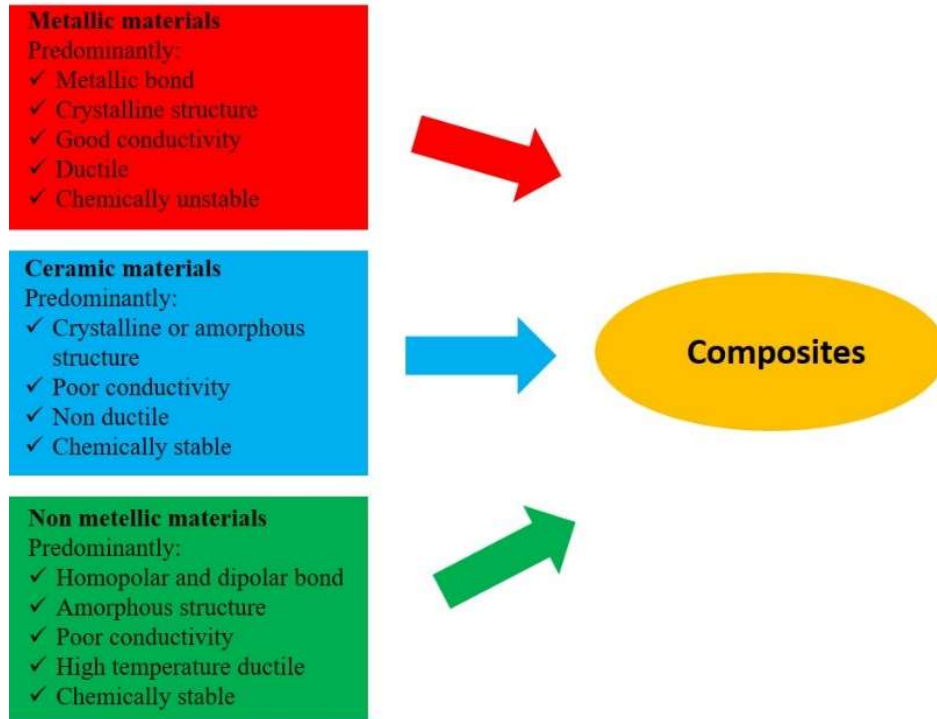 Metallic materials
Predominantly:
✓ Metallic bond
✓ Crystalline structure
✓ Good conductivity
✓ Ductile
✓ Chemically unstable
Ceramic materials
Predominantly:
✓ Crystalline or amorphous
structure
✓ Poor conductivity
✓ Non ductile
✓ Chemically stable
Non metellic materials
Predominantly:
✓ Homopolar and dipolar bond
✓ Amorphous structure
✓ Poor conductivity
✓ High temperature ductile
✓ Chemically stable
Composites